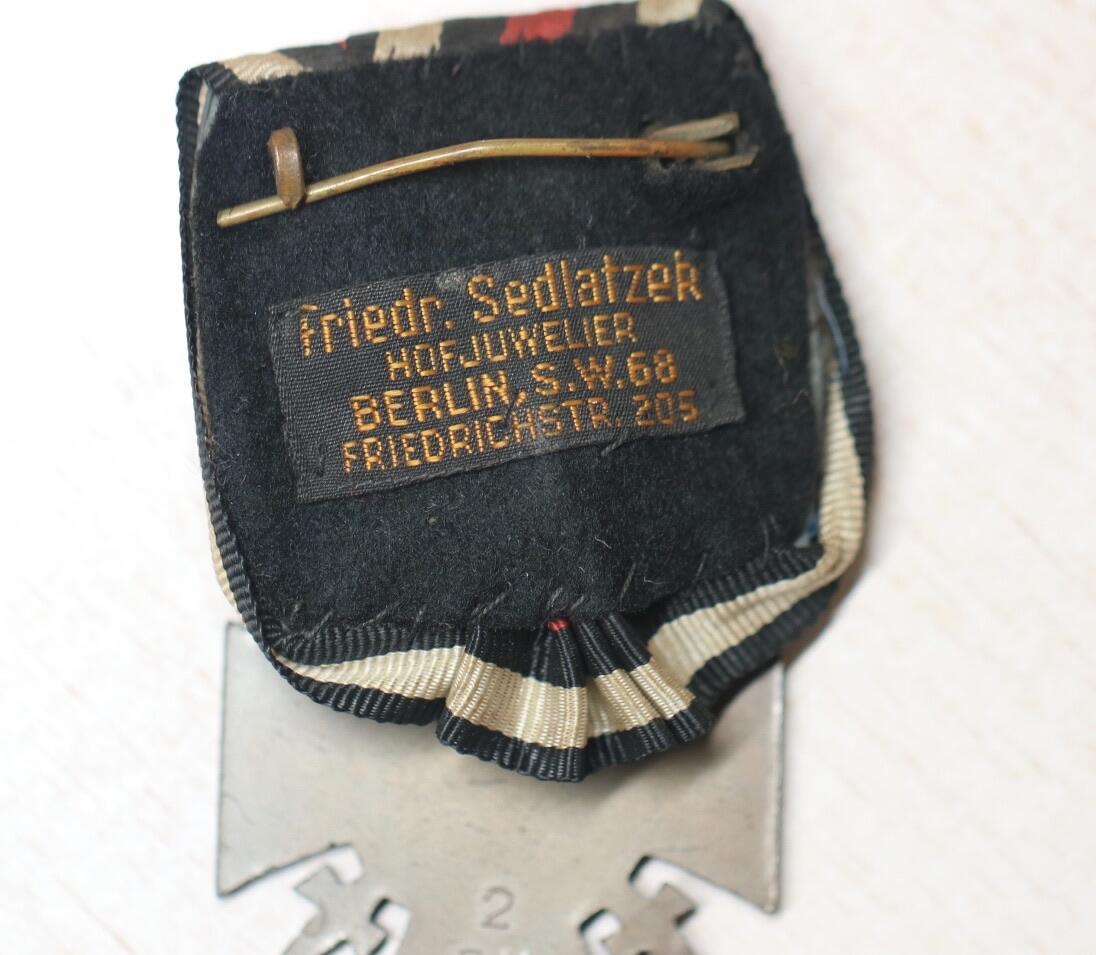 Friedr. Sedlatzek
HOFJUWELIER
BERLIN, S.W.68
FRIEDRICHSTR. 205
2